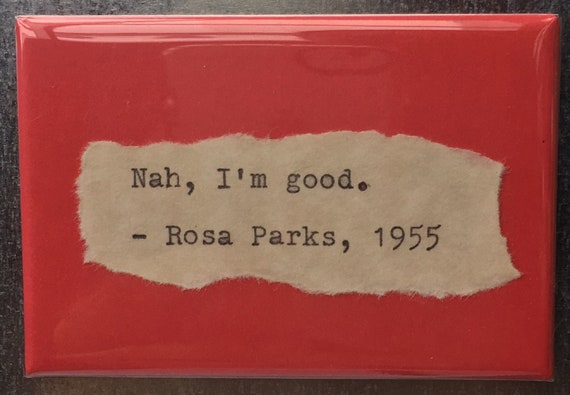 Nah, I'm good.
- Rosa Parks, 1955